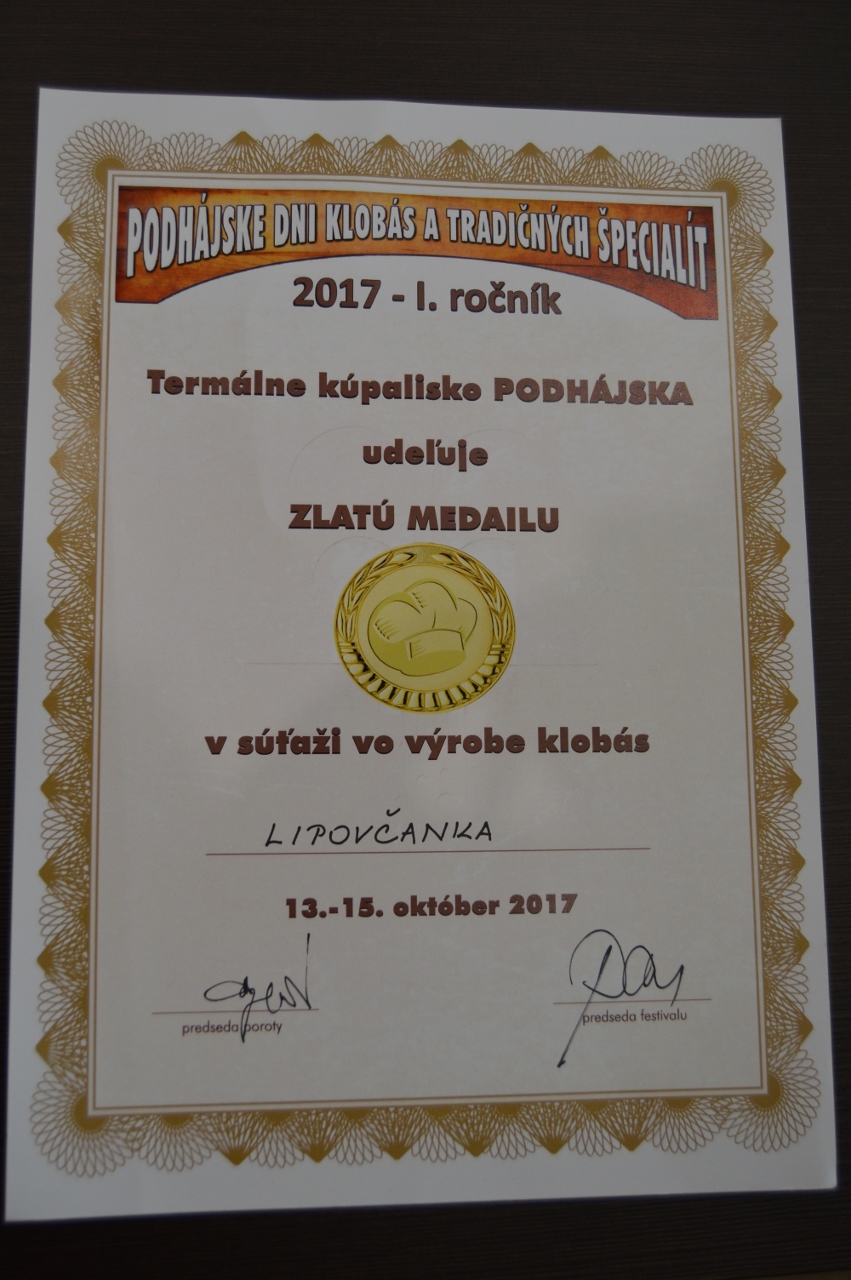 PODHÁJSKE DNI KLOBÁS A TRADIČNÝCH ŠPECIALÍT
2017 - I. ročník
Termálne kúpalisko PODHÁJSKA
udeľuje
ZLATÚ MEDAILU
v súťaži vo výrobe klobás
LIPOVČANKA
13.-15. október 2017
predseda poroty
predseda festivalu